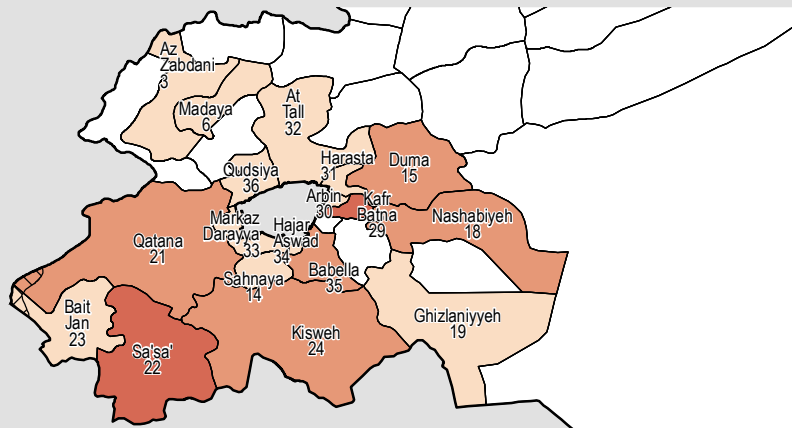 Az
Zabdani
3
Madaya
6
At
Tall
32
Qudsiya
36
Harasta
31
Duma
15
Arbin
30
Kafr
Batna
29
Nashabiyeh
18
Markaz
Darayya
33
Hajar
Aswad
34
Qatana
21
Sahnaya
14
Babella
35
Bait
Jan
23
Sa'sa'
22
Kisweh
24
Ghizlaniyyeh
19